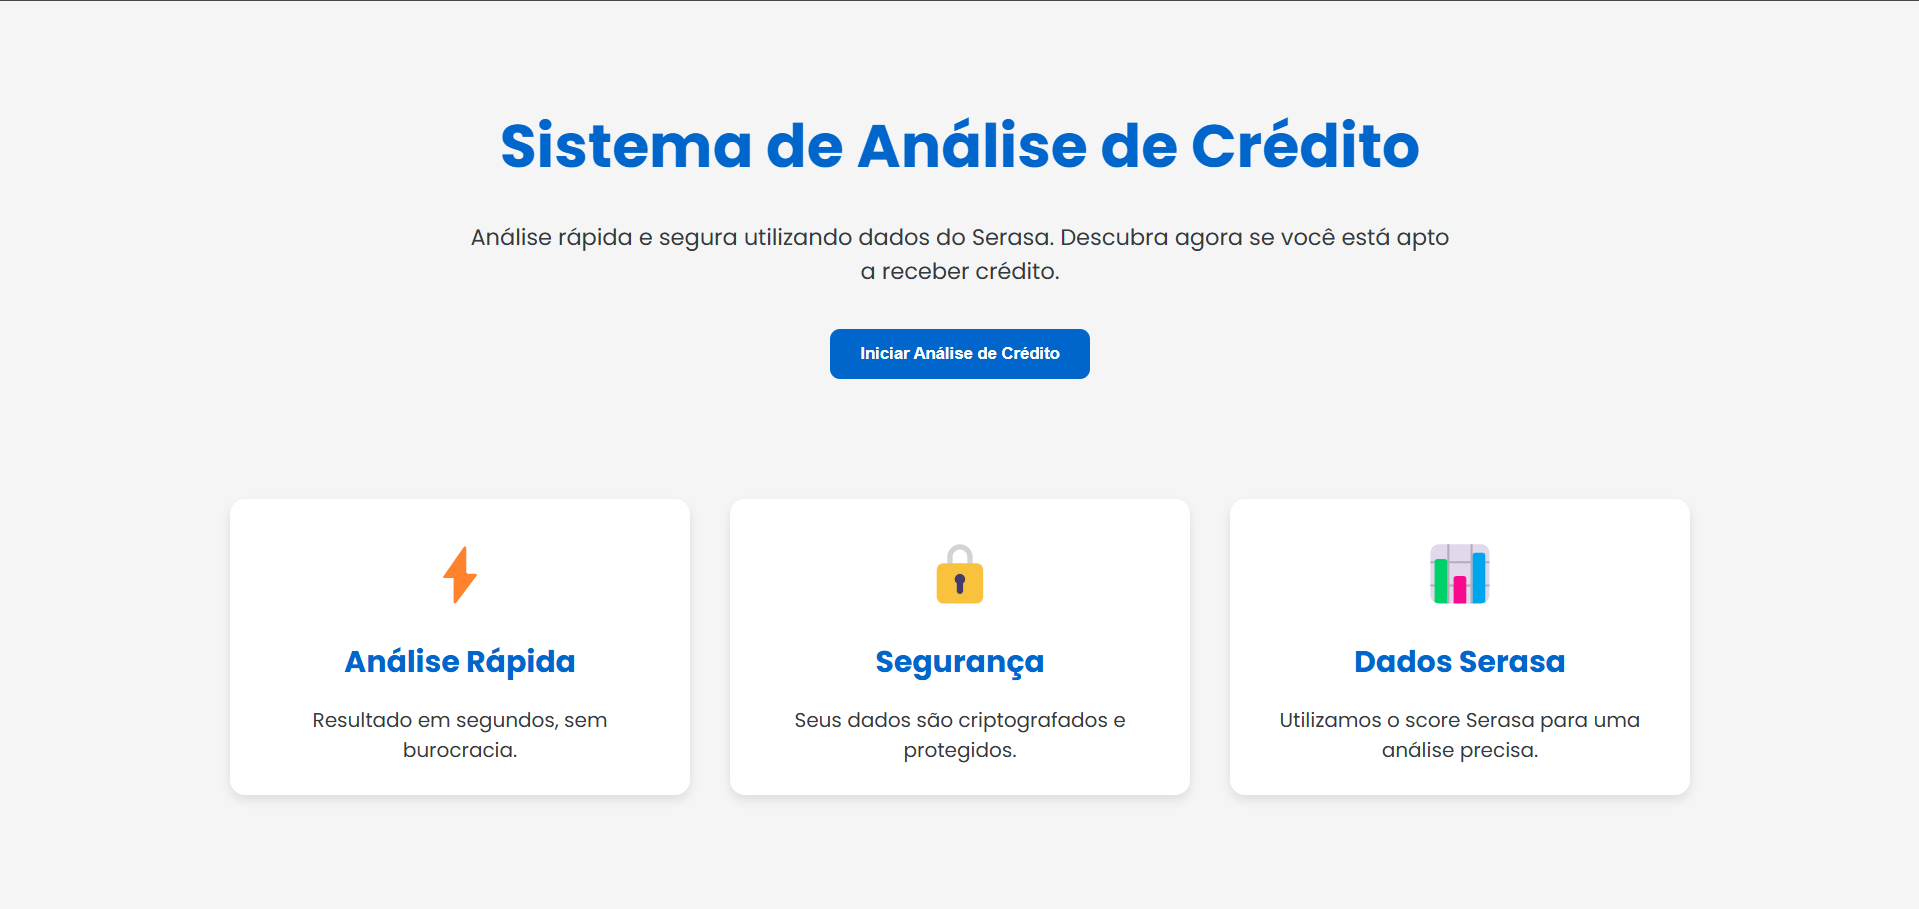 Sistema de Análise de Crédito
Análise rápida e segura utilizando dados do Serasa. Descubra agora se você está apto
a receber crédito.
Iniciar Análise de Crédito
Análise Rápida
Resultado em segundos, sem
burocracia.
Segurança
Seus dados são criptografados e
protegidos.
Dados Serasa
Utilizamos o score Serasa para uma
análise precisa.